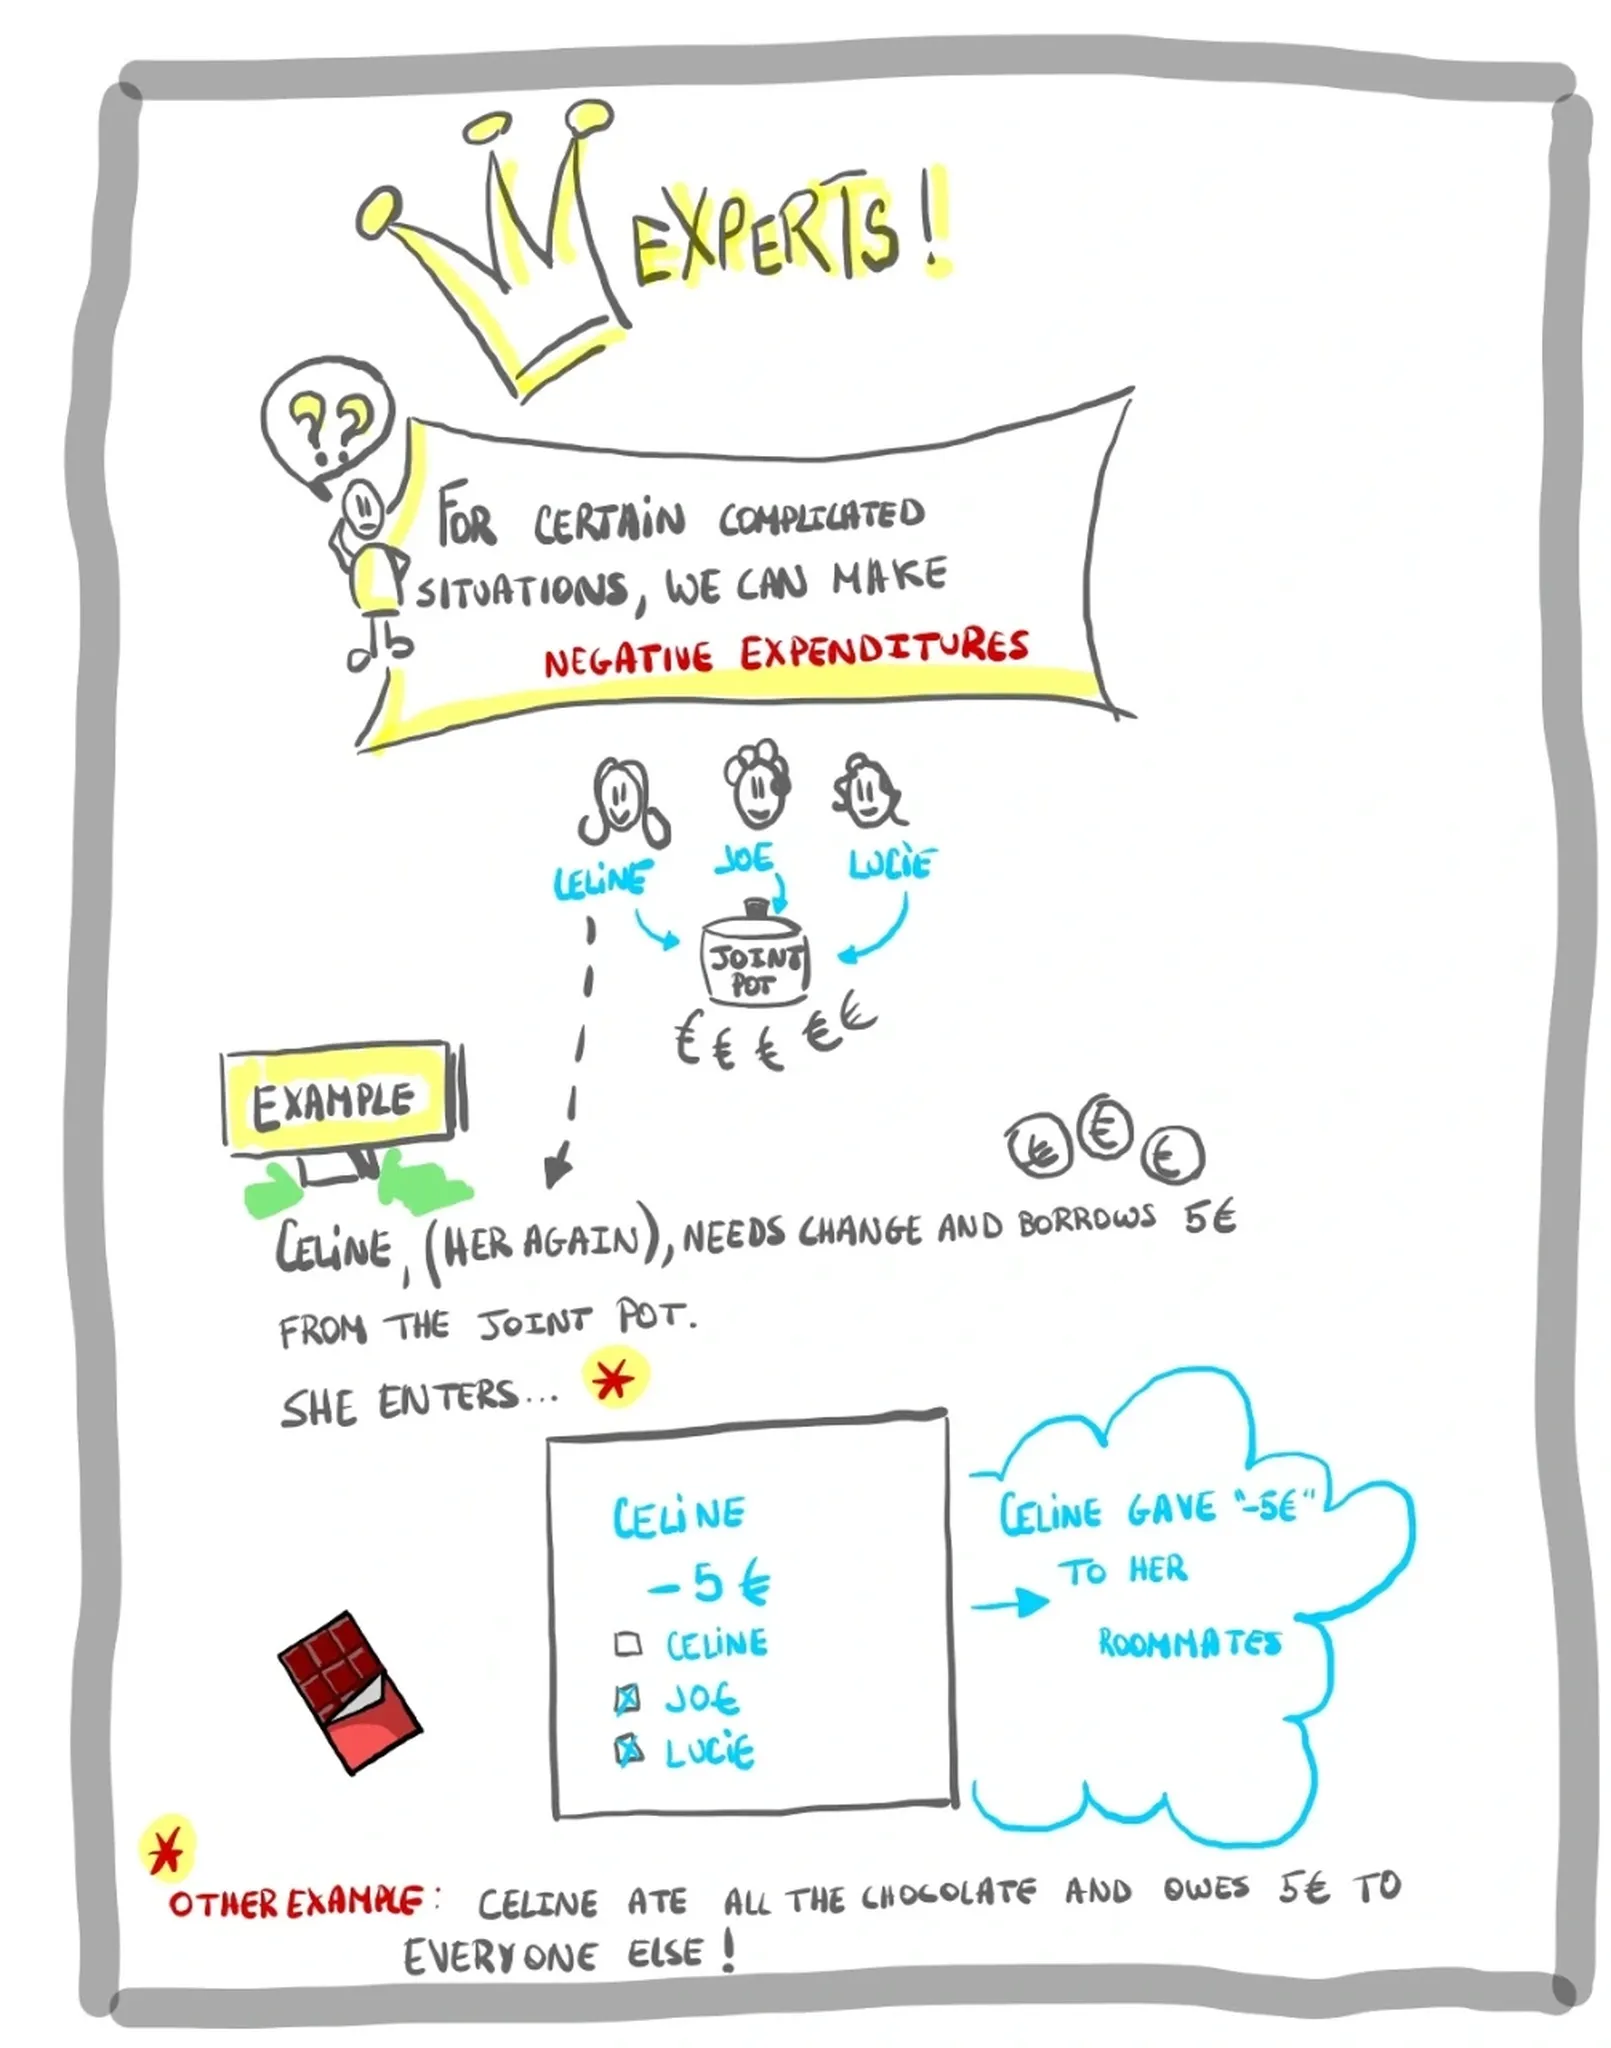 EXPERTS!
??
FOR CERTAIN COMPLICATED
SITUATIONS, WE CAN MAKE
NEGATIVE EXPENDITURES
CELINE
JOE
LUCIE
JOINT
POT
€ € € € €
EXAMPLE
€ € €
CELINE, (HER AGAIN), NEEDS CHANGE AND BORROWS 5€
FROM THE JOINT POT.
SHE ENTERS... *
CELINE
-5 €
CELINE
JO€
LUCIE
CELINE GAVE "-5€"
TO HER
ROOMMATES
*
OTHER EXAMPLE: CELINE ATE ALL THE CHOCOLATE AND OWES 5€ TO
EVERYONE ELSE!